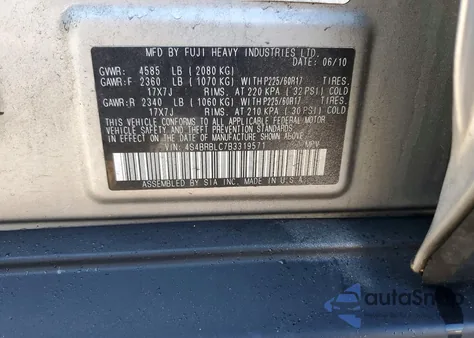 MFD BY FUJI HEAVY INDUSTRIES LTD.
DATE: 06/10
GVWR: 4585 LB (2080 KG)
GAWR:F 2360 LB (1070 KG) WITH P225/60R17 TIRES,
17X7J RIMS, AT 220 KPA (32 PSI) COLD
GAWR:R 2340 LB (1060 KG) WITH P225/60R17 TIRES,
17X7J RIMS, AT 210 KPA (30 PSI) COLD
THIS VEHICLE CONFORMS TO ALL APPLICABLE FEDERAL MOTOR
VEHICLE SAFETY, BUMPER, AND THEFT PREVENTION STANDARDS
IN EFFECT ON THE DATE OF MANUFACTURE SHOWN ABOVE.
VIN: 4S4BRBLC7B3319571 MPV
ASSEMBLED BY SIA INC. MADE IN U.S.A.
autaSnap